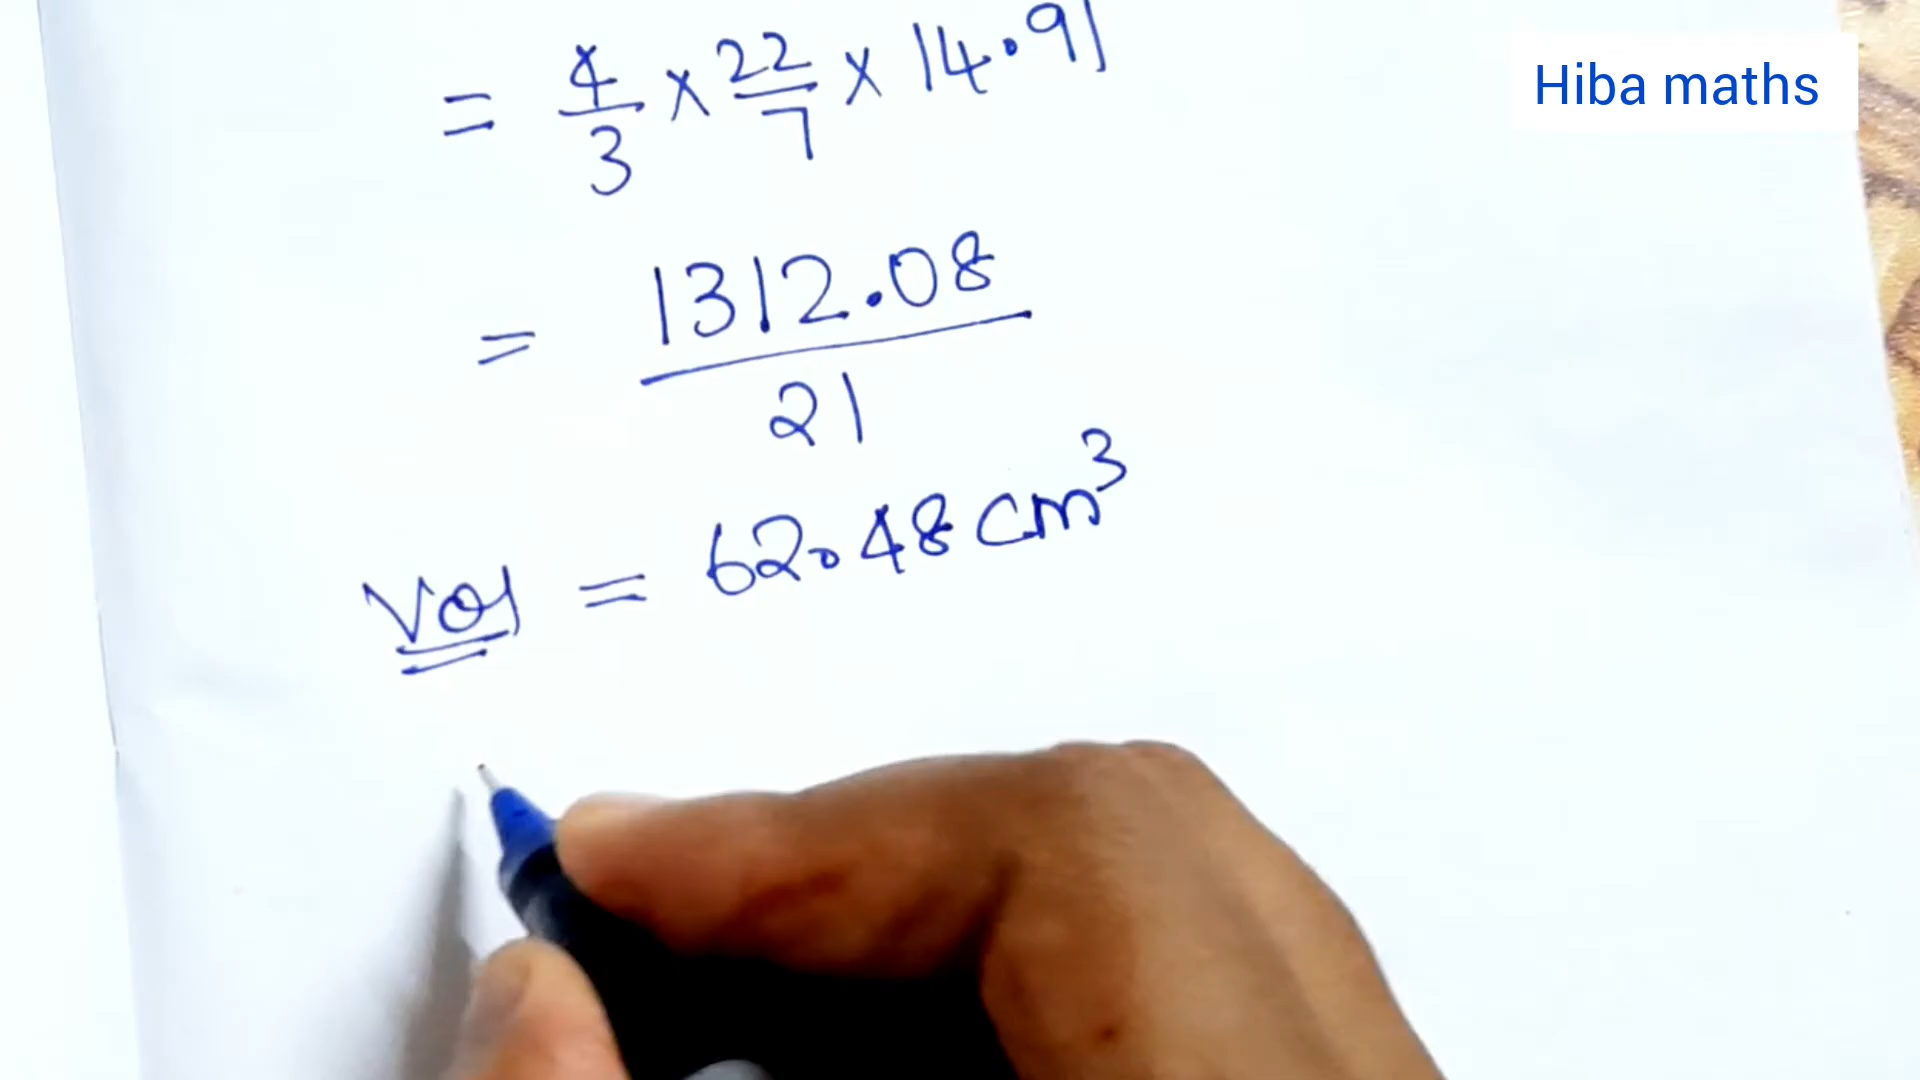 Hiba maths
= 4/3 × 22/7 × 14.91
= 1312.08/21
Vol = 62.48 cm³